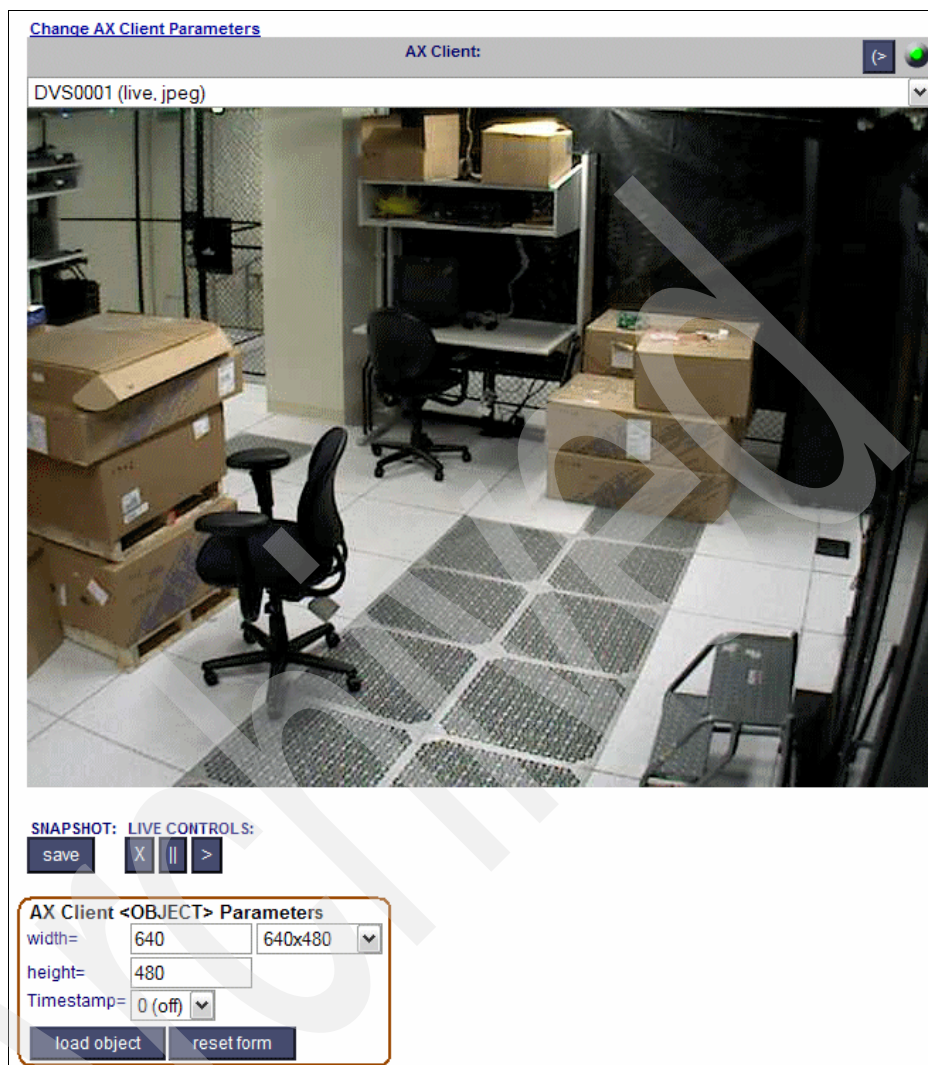 Change AX Client Parameters
AX Client:
(>
DVS0001 (live, jpeg)
SNAPSHOT: LIVE CONTROLS:
save X || >
AX Client <OBJECT> Parameters
width= 640 640x480
height= 480
Timestamp= 0 (off)
load object reset form
Archived